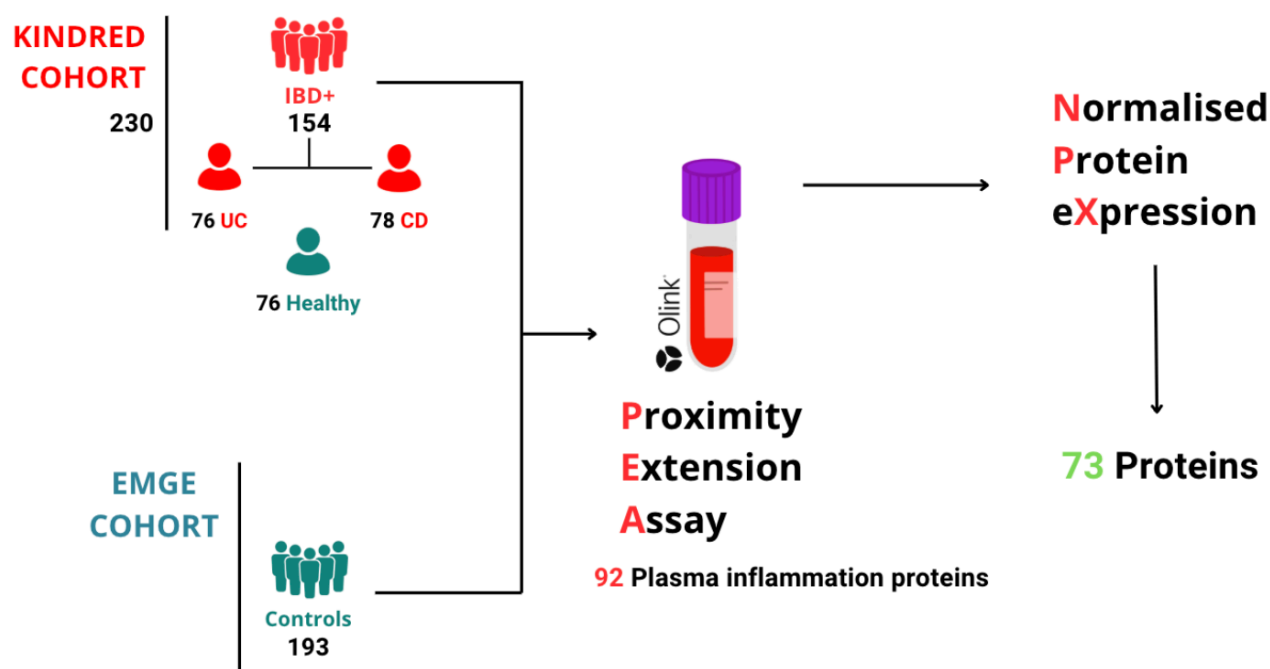 KINDRED
COHORT
230
IBD+
154
76 UC
78 CD
76 Healthy
EMGE
COHORT
Controls
193
Olink
Proximity
Extension
Assay
92 Plasma inflammation proteins
Normalised
Protein
eXpression
73 Proteins